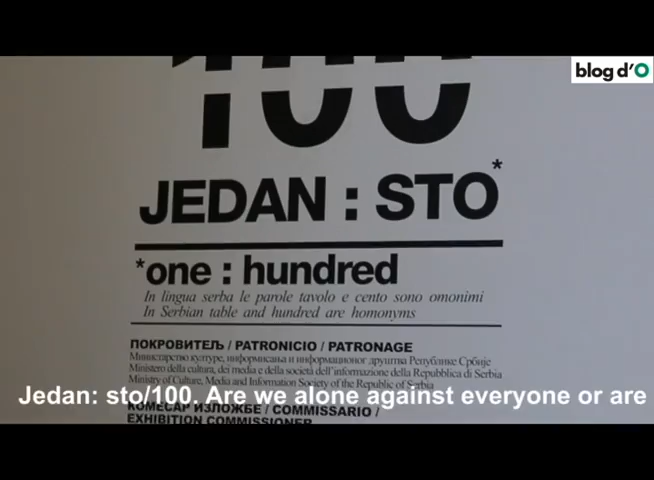 blog d'O
100
JEDAN : STO*
*one : hundred
In lingua serba le parole tavolo e cento sono omonimi
In Serbian table and hundred are homonyms
ПОКРОВИТЕЉ / PATRONICIO / PATRONAGE
Министарство културе, информисања и информационог друштва Републике Србије
Ministero della cultura, dei media e della società dell'informazione della Repubblica di Serbia
Ministry of Culture, Media and Information Society of the Republic of Serbia
Jedan: sto/100. Are we alone against everyone or are
КОМЕСАР ИЗЛОЖБЕ / COMMISSARIO /
EXHIBITION COMMISSIONER